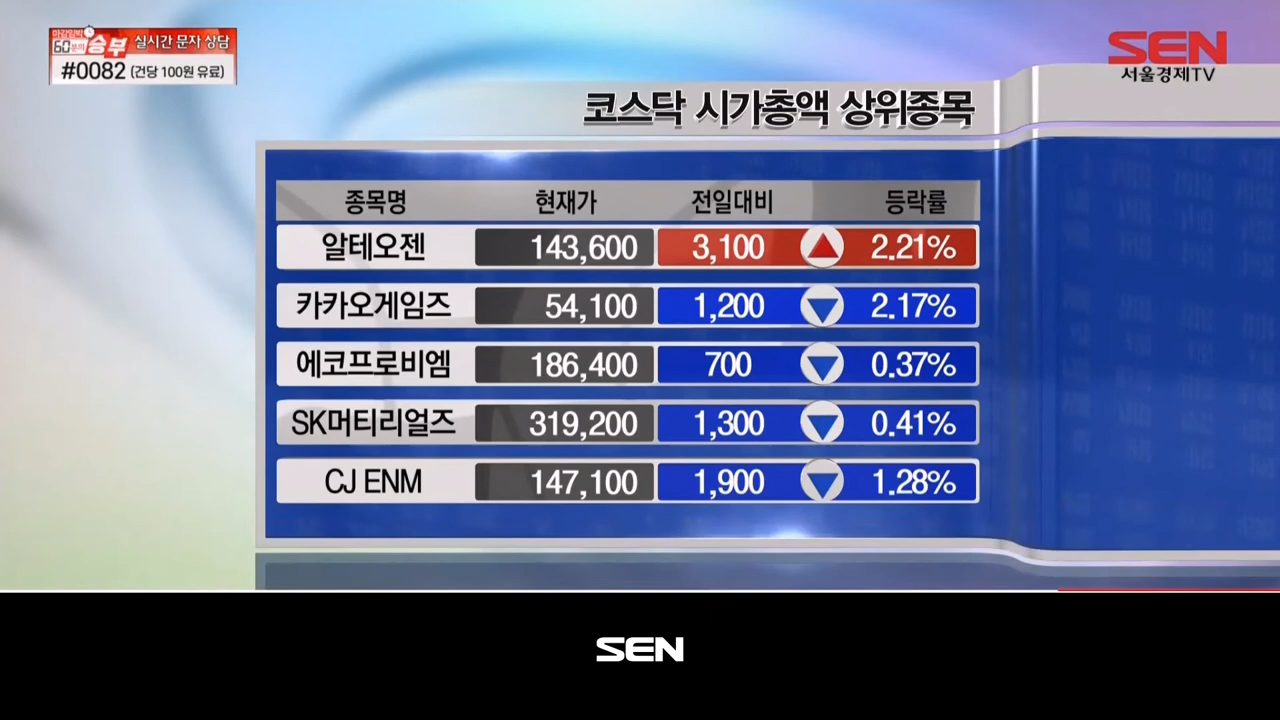 마감임박
60분의 승부 실시간 문자 상담
#0082 (건당 100원 유료)
SEN
서울경제TV
코스닥 시가총액 상위종목
종목명 현재가 전일대비 등락률
알테오젠 143,600 3,100 ▲ 2.21%
카카오게임즈 54,100 1,200 ▼ 2.17%
에코프로비엠 186,400 700 ▼ 0.37%
SK머티리얼즈 319,200 1,300 ▼ 0.41%
CJ ENM 147,100 1,900 ▼ 1.28%
SEN